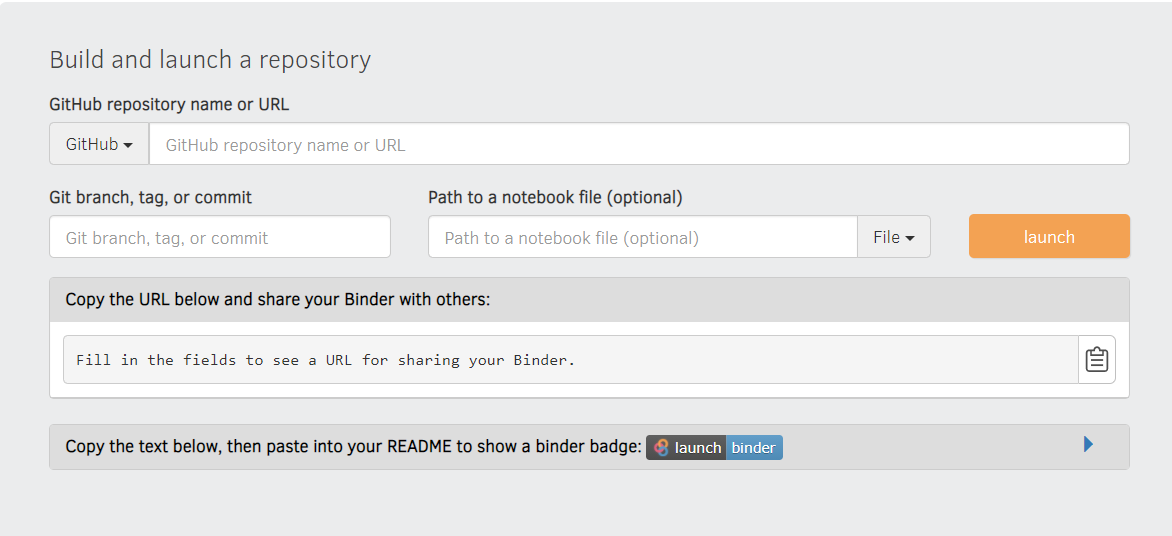 Build and launch a repository
GitHub repository name or URL
GitHub GitHub repository name or URL
Git branch, tag, or commit Path to a notebook file (optional)
Git branch, tag, or commit Path to a notebook file (optional) File launch
Copy the URL below and share your Binder with others:
Fill in the fields to see a URL for sharing your Binder.
Copy the text below, then paste into your README to show a binder badge: launch binder